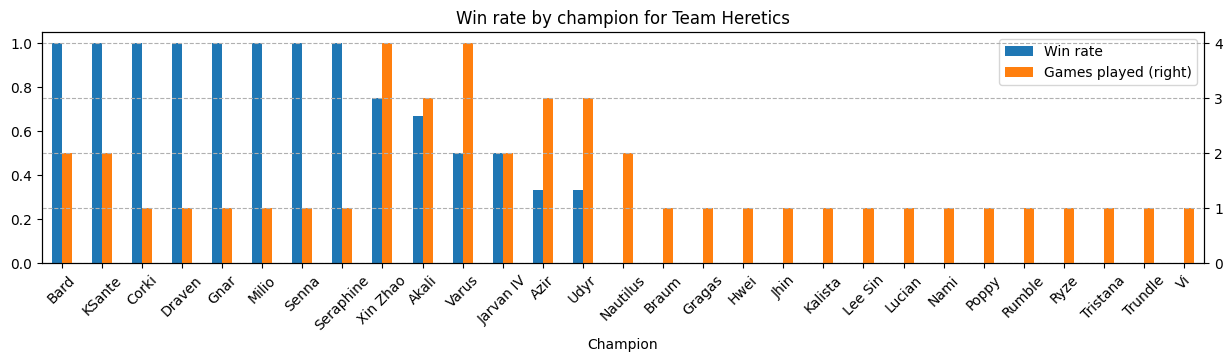 Win rate by champion for Team Heretics
Win rate
Games played (right)
1.0
0.8
0.6
0.4
0.2
0.0
4
3
2
1
0
Bard
KSante
Corki
Draven
Gnar
Milio
Senna
Seraphine
Xin Zhao
Akali
Varus
Jarvan IV
Azir
Udyr
Nautilus
Braum
Gragas
Hwei
Jhin
Kalista
Lee Sin
Lucian
Nami
Poppy
Rumble
Ryze
Tristana
Trundle
Vi
Champion